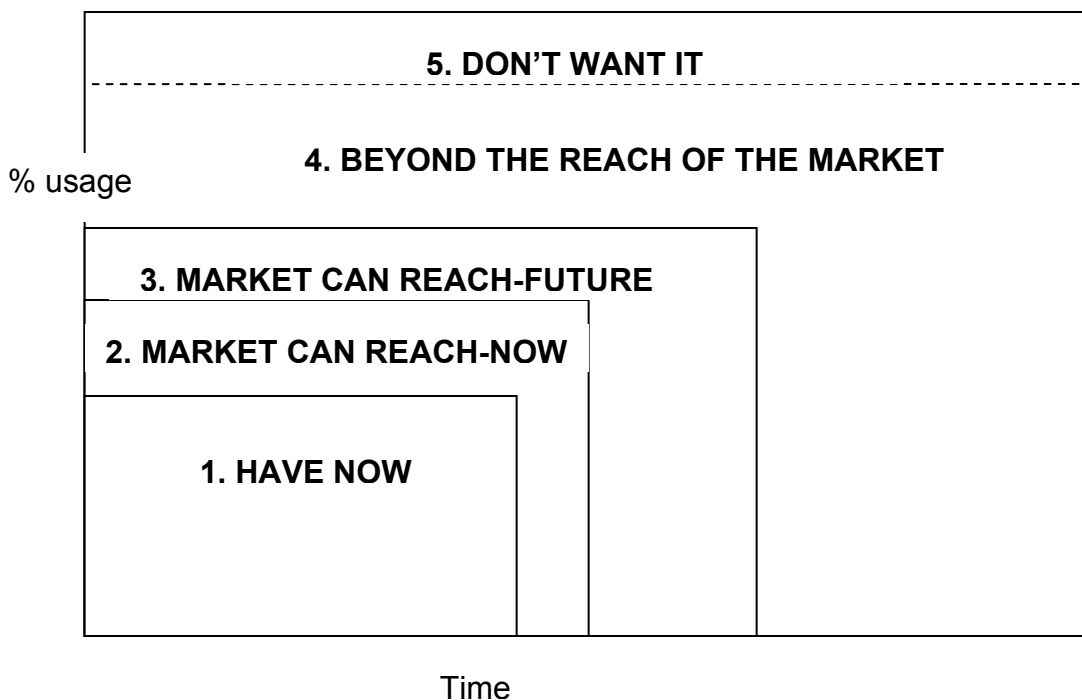 5. DON’T WANT IT
4. BEYOND THE REACH OF THE MARKET
% usage
3. MARKET CAN REACH-FUTURE
2. MARKET CAN REACH-NOW
1. HAVE NOW
Time